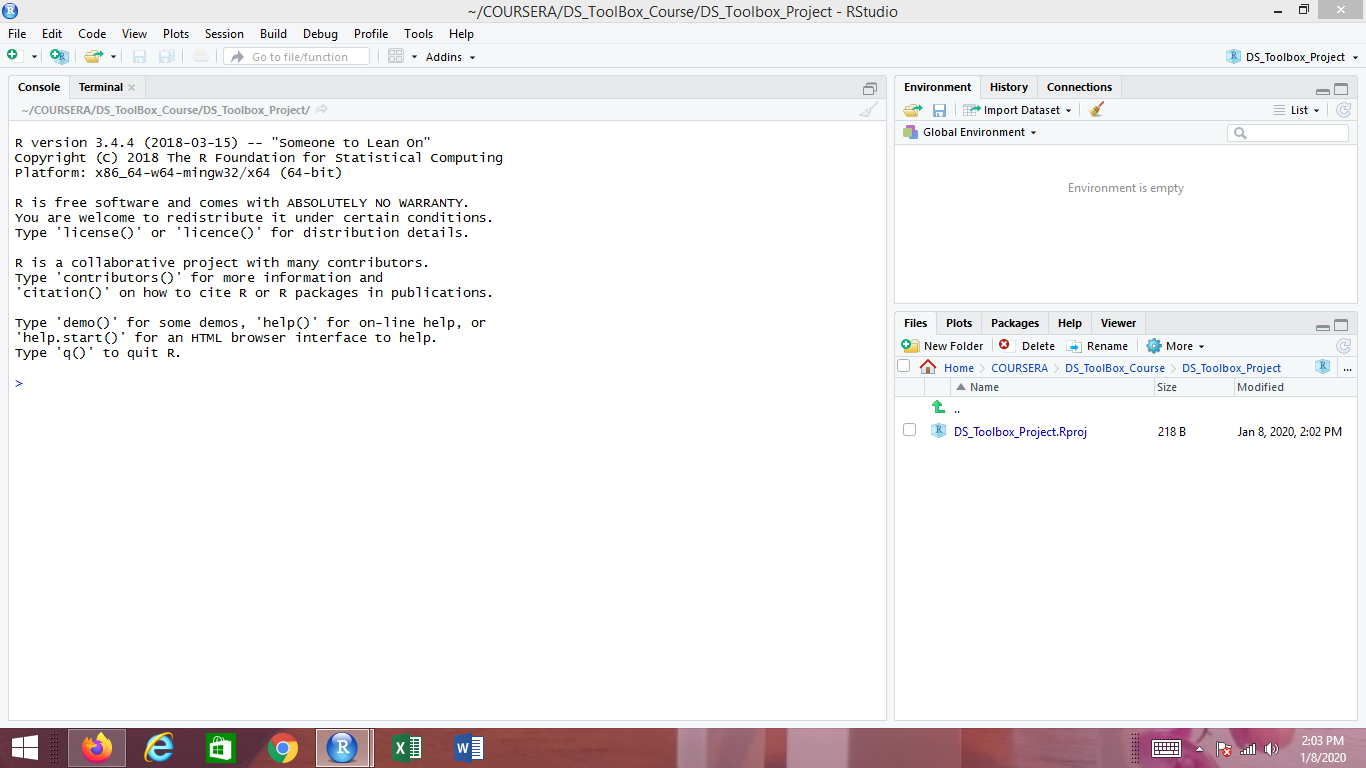 ~/COURSERA/DS_ToolBox_Course/DS_Toolbox_Project - RStudio
File Edit Code View Plots Session Build Debug Profile Tools Help
Go to file/function Addins DS_Toolbox_Project
Console Terminal
~/COURSERA/DS_ToolBox_Course/DS_Toolbox_Project/
R version 3.4.4 (2018-03-15) -- "Someone to Lean On"
Copyright (C) 2018 The R Foundation for Statistical Computing
Platform: x86_64-w64-mingw32/x64 (64-bit)
R is free software and comes with ABSOLUTELY NO WARRANTY.
You are welcome to redistribute it under certain conditions.
Type 'license()' or 'licence()' for distribution details.
R is a collaborative project with many contributors.
Type 'contributors()' for more information and
'citation()' on how to cite R or R packages in publications.
Type 'demo()' for some demos, 'help()' for on-line help, or
'help.start()' for an HTML browser interface to help.
Type 'q()' to quit R.
>
Environment History Connections
Import Dataset List
Global Environment
Environment is empty
Files Plots Packages Help Viewer
New Folder Delete Rename More
Home COURSERA DS_ToolBox_Course DS_Toolbox_Project ...
Name Size Modified
..
DS_Toolbox_Project.Rproj 218 B Jan 8, 2020, 2:02 PM
2:03 PM
1/8/2020